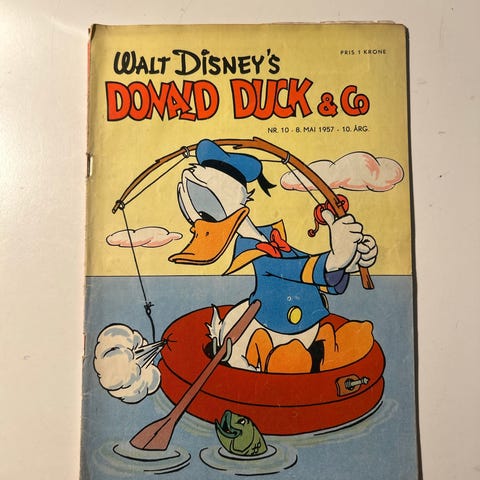 WALT DISNEY'S
PRIS 1 KRONE
DONALD DUCK & Co
NR. 10 - 8. MAI 1957 - 10. ÅRG.